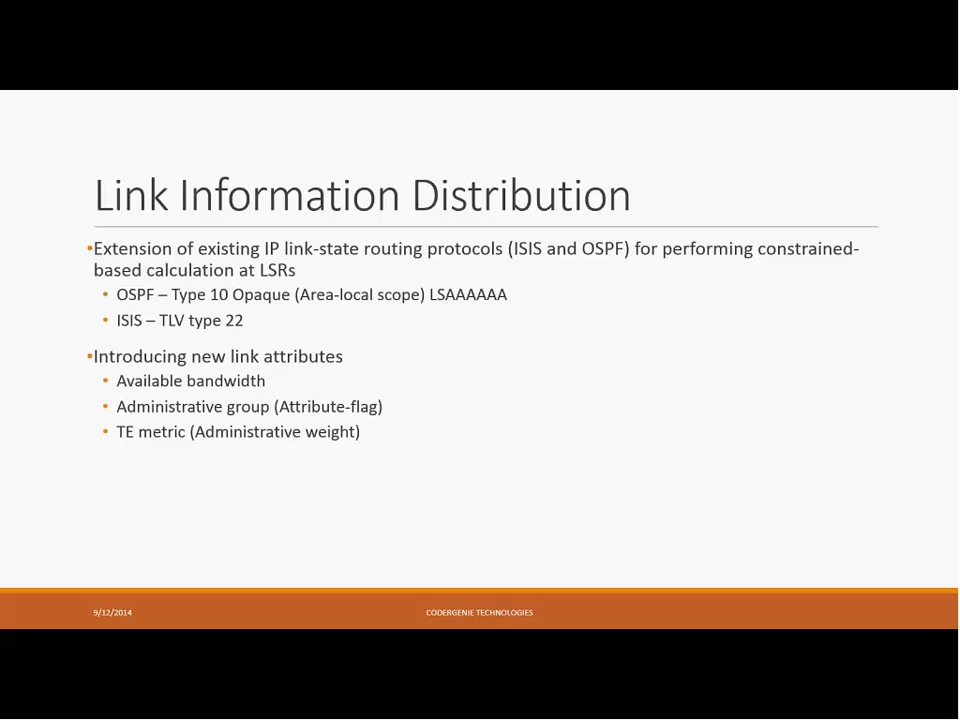 Link Information Distribution
•Extension of existing IP link-state routing protocols (ISIS and OSPF) for performing constrained-
based calculation at LSRs
• OSPF – Type 10 Opaque (Area-local scope) LSAAAAAA
• ISIS – TLV type 22
•Introducing new link attributes
• Available bandwidth
• Administrative group (Attribute-flag)
• TE metric (Administrative weight)
9/12/2014
CODERGENIE TECHNOLOGIES